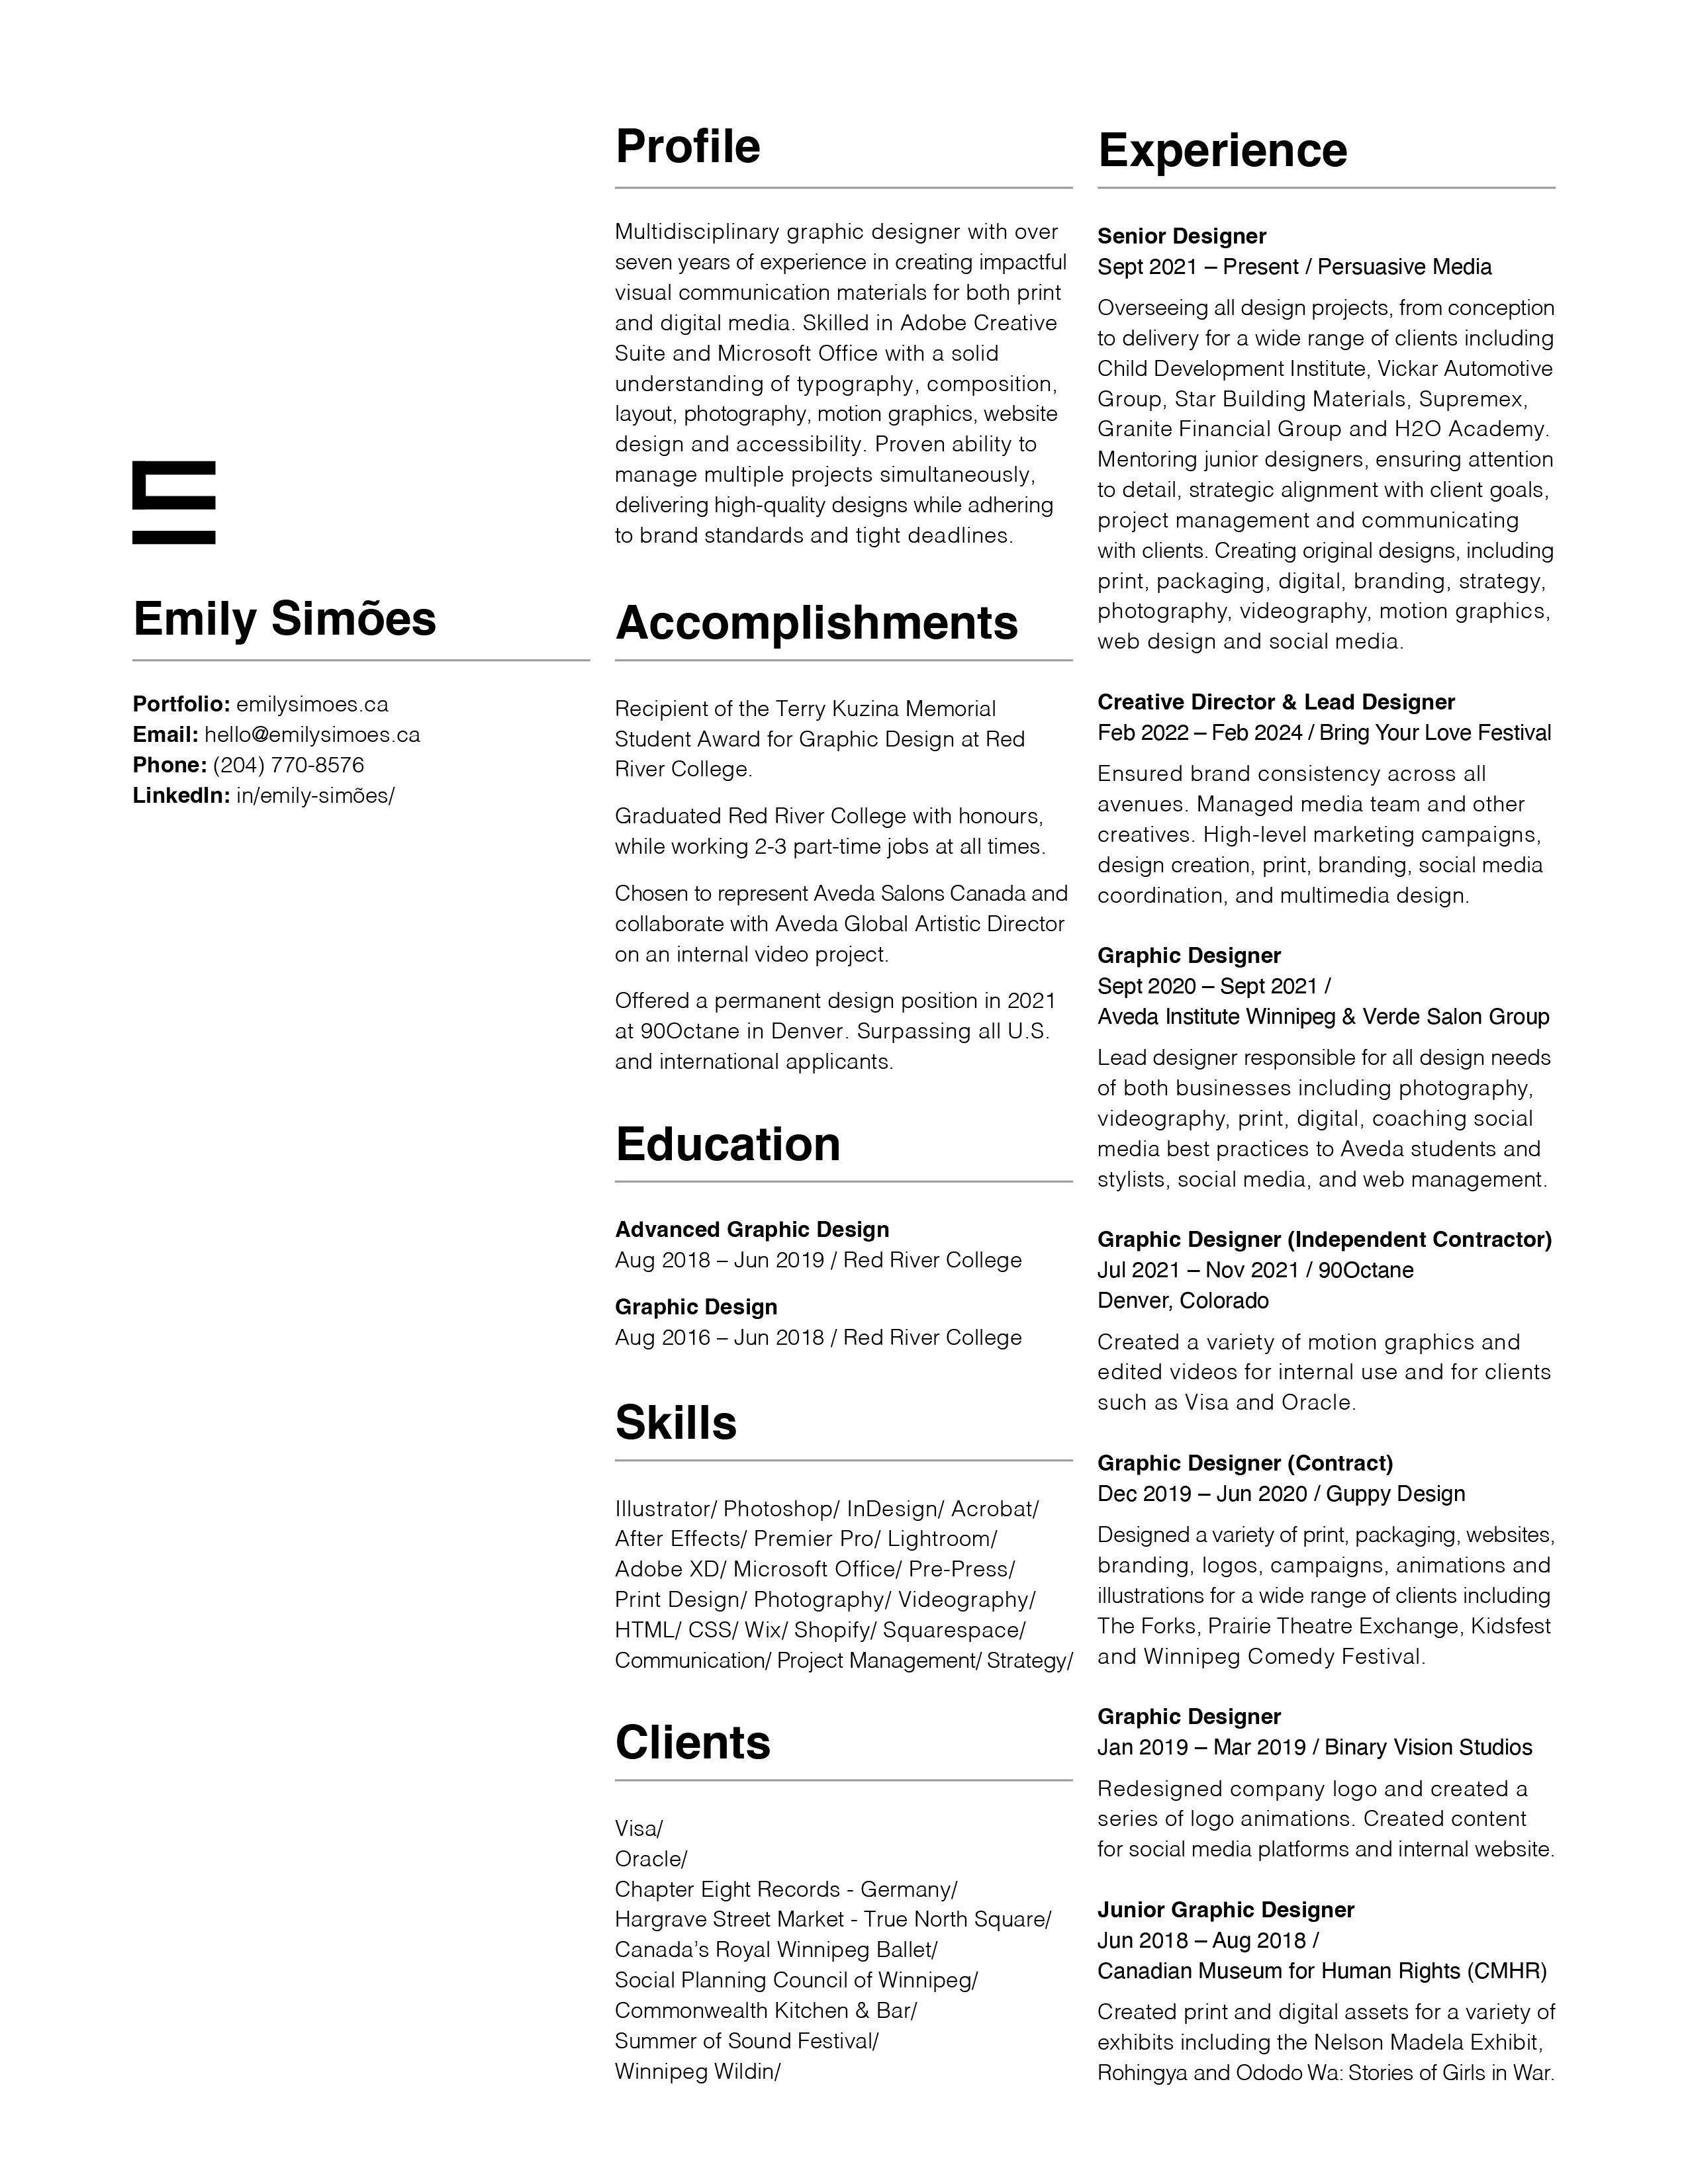 Emily Simões
Portfolio: emilysimoes.ca
Email: hello@emilysimoes.ca
Phone: (204) 770-8576
LinkedIn: in/emily-simões/
Profile
Multidisciplinary graphic designer with over
seven years of experience in creating impactful
visual communication materials for both print
and digital media. Skilled in Adobe Creative
Suite and Microsoft Office with a solid
understanding of typography, composition,
layout, photography, motion graphics, website
design and accessibility. Proven ability to
manage multiple projects simultaneously,
delivering high-quality designs while adhering
to brand standards and tight deadlines.
Accomplishments
Recipient of the Terry Kuzina Memorial
Student Award for Graphic Design at Red
River College.
Graduated Red River College with honours,
while working 2-3 part-time jobs at all times.
Chosen to represent Aveda Salons Canada and
collaborate with Aveda Global Artistic Director
on an internal video project.
Offered a permanent design position in 2021
at 90Octane in Denver. Surpassing all U.S.
and international applicants.
Education
Advanced Graphic Design
Aug 2018 – Jun 2019 / Red River College
Graphic Design
Aug 2016 – Jun 2018 / Red River College
Skills
Illustrator/ Photoshop/ InDesign/ Acrobat/
After Effects/ Premier Pro/ Lightroom/
Adobe XD/ Microsoft Office/ Pre-Press/
Print Design/ Photography/ Videography/
HTML/ CSS/ Wix/ Shopify/ Squarespace/
Communication/ Project Management/ Strategy/
Clients
Visa/
Oracle/
Chapter Eight Records - Germany/
Hargrave Street Market - True North Square/
Canada’s Royal Winnipeg Ballet/
Social Planning Council of Winnipeg/
Commonwealth Kitchen & Bar/
Summer of Sound Festival/
Winnipeg Wildin/
Experience
Senior Designer
Sept 2021 – Present / Persuasive Media
Overseeing all design projects, from conception
to delivery for a wide range of clients including
Child Development Institute, Vickar Automotive
Group, Star Building Materials, Supremex,
Granite Financial Group and H2O Academy.
Mentoring junior designers, ensuring attention
to detail, strategic alignment with client goals,
project management and communicating
with clients. Creating original designs, including
print, packaging, digital, branding, strategy,
photography, videography, motion graphics,
web design and social media.
Creative Director & Lead Designer
Feb 2022 – Feb 2024 / Bring Your Love Festival
Ensured brand consistency across all
avenues. Managed media team and other
creatives. High-level marketing campaigns,
design creation, print, branding, social media
coordination, and multimedia design.
Graphic Designer
Sept 2020 – Sept 2021 /
Aveda Institute Winnipeg & Verde Salon Group
Lead designer responsible for all design needs
of both businesses including photography,
videography, print, digital, coaching social
media best practices to Aveda students and
stylists, social media, and web management.
Graphic Designer (Independent Contractor)
Jul 2021 – Nov 2021 / 90Octane
Denver, Colorado
Created a variety of motion graphics and
edited videos for internal use and for clients
such as Visa and Oracle.
Graphic Designer (Contract)
Dec 2019 – Jun 2020 / Guppy Design
Designed a variety of print, packaging, websites,
branding, logos, campaigns, animations and
illustrations for a wide range of clients including
The Forks, Prairie Theatre Exchange, Kidsfest
and Winnipeg Comedy Festival.
Graphic Designer
Jan 2019 – Mar 2019 / Binary Vision Studios
Redesigned company logo and created a
series of logo animations. Created content
for social media platforms and internal website.
Junior Graphic Designer
Jun 2018 – Aug 2018 /
Canadian Museum for Human Rights (CMHR)
Created print and digital assets for a variety of
exhibits including the Nelson Madela Exhibit,
Rohingya and Ododo Wa: Stories of Girls in War.